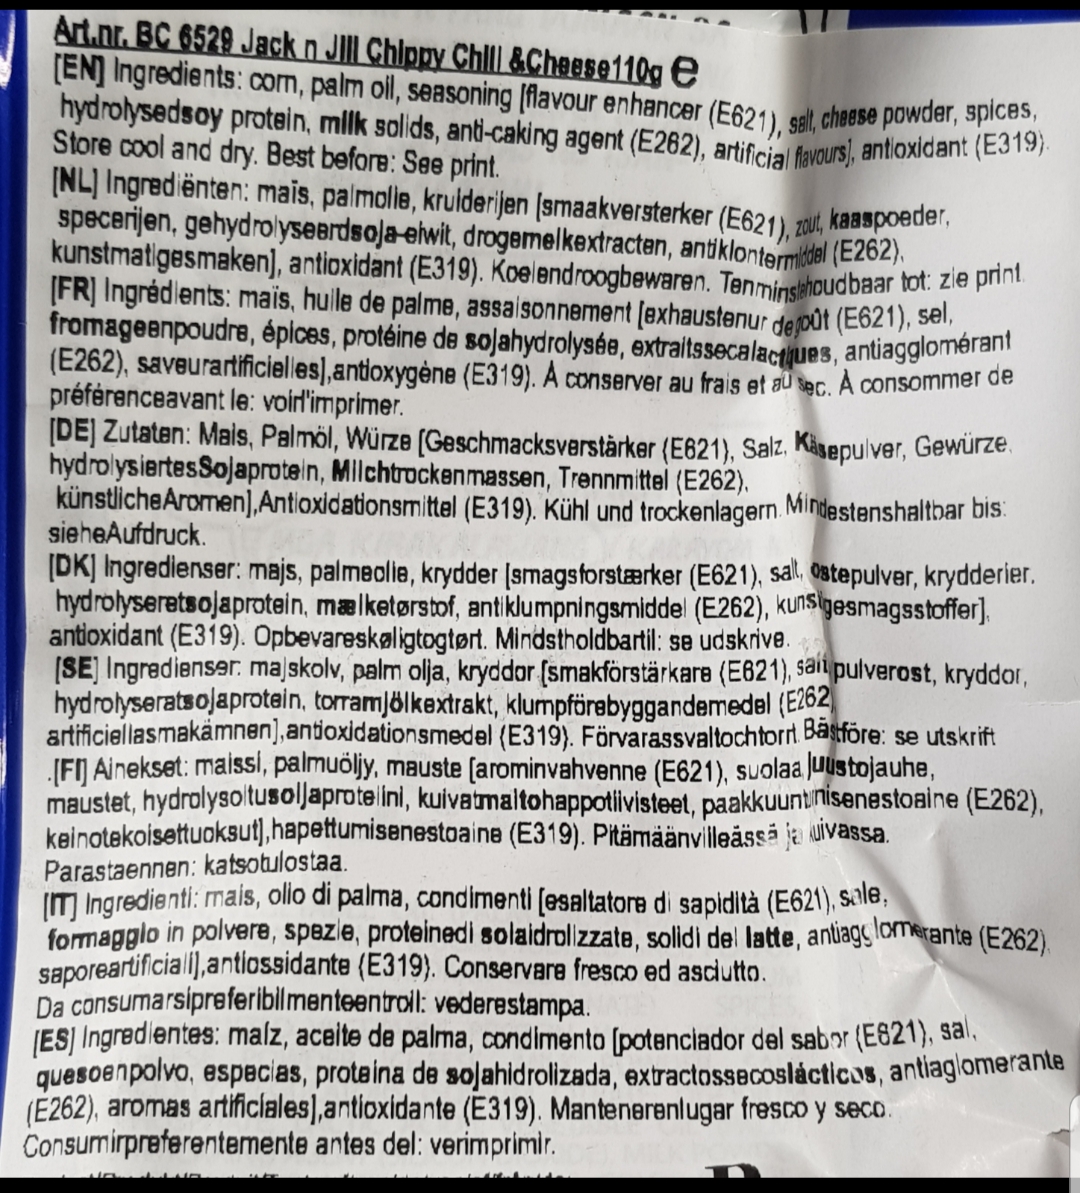 Art.nr. BC 6529 Jack n Jill Chippy Chili &Cheese110g e
[EN] Ingredients: corn, palm oil, seasoning [flavour enhancer (E621), salt, cheese powder, spices,
hydrolysedsoy protein, milk solids, anti-caking agent (E262), artificial flavours], antioxidant (E319).
Store cool and dry. Best before: See print.
[NL] Ingrediënten: maïs, palmolie, kruiderijen [smaakversterker (E621), zout, kaaspoeder,
specerijen, gehydrolyseerdsoja-eiwit, drogemelkextracten, antiklontermiddel (E262),
kunstmatigesmaken], antioxidant (E319). Koelendroogbewaren. Tenminstehoudbaar tot: zie print.
[FR] Ingrédients: maïs, huile de palme, assaisonnement [exhaustenur de goût (E621), sel,
fromageenpoudre, épices, protéine de sojahydrolysée, extraitssecalactiques, antiagglomérant
(E262), saveurartificielles],antioxygène (E319). À conserver au frais et au sec. À consommer de
préférenceavant le: voirl'imprimer.
[DE] Zutaten: Mais, Palmöl, Würze [Geschmacksverstärker (E621), Salz, Käsepulver, Gewürze,
hydrolysiertesSojaprotein, Milchtrockenmassen, Trennmittel (E262),
künstlicheAromen],Antioxidationsmittel (E319). Kühl und trockenlagern. Mindestenshaltbar bis:
sieheAufdruck.
[DK] Ingredienser: majs, palmeolie, krydder [smagsforstærker (E621), salt, ostepulver, krydderier,
hydrolyseretsojaprotein, mælketørstof, antiklumpningsmiddel (E262), kunstigesmagsstoffer],
antioxidant (E319). Opbevareskøligtogtørt. Mindstholdbartil: se udskrive.
[SE] Ingredienser: majskolv, palm olja, kryddor [smakförstärkare (E621), salt pulverost, kryddor,
hydrolyseratsojaprotein, torramjölkextrakt, klumpförebyggandemedel (E262)
artificiellasmakämnen],antioxidationsmedel (E319). Förvarassvaltochtorrt. Bästföre: se utskrift
.[FI] Ainekset: maissi, palmuöljy, mauste [arominvahvenne (E621), suolaa juustojauhe,
maustet, hydrolysoitusoijaproteiini, kuivatmaitohappotiivisteet, paakkuuntumisenestoaine (E262),
keinotekoisettuoksut],hapettumisenestoaine (E319). Pitämäänvilleässä ja kuivassa.
Parastaennen: katsotulostaa.
[IT] Ingredienti: mais, olio di palma, condimenti [esaltatore di sapidità (E621), sale,
formaggio in polvere, spezie, proteinedi soiaidrolizzate, solidi del latte, antiagglomerante (E262),
saporeartificiali],antiossidante (E319). Conservare fresco ed asciutto.
Da consumarsipreferibilmenteentroil: vederestampa.
[ES] Ingredientes: maíz, aceite de palma, condimento [potenciador del sabor (E621), sal,
quesoenpolvo, especias, proteina de sojahidrolizada, extractossecoslácticos, antiaglomerante
(E262), aromas artificiales],antioxidante (E319). Mantenerenlugar fresco y seco.
Consumirpreferentemente antes del: verimprimir.